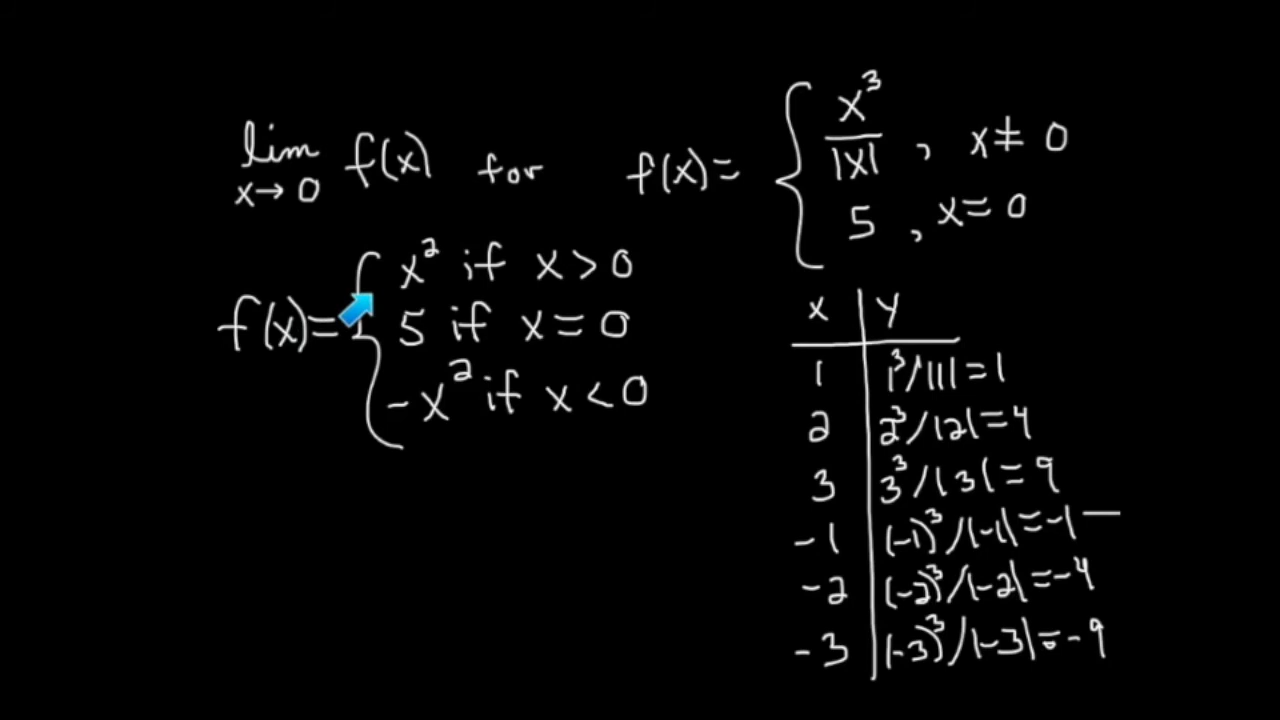 lim x→0 f(x) for f(x)= { x³/|x| , x≠0
5 , x=0
f(x)= { x² if x>0
5 if x=0
-x² if x<0
x | y
1 | 1³/|1|=1
2 | 2³/|2|=4
3 | 3³/|3|=9
-1 | (-1)³/|-1|=-1 —
-2 | (-2)³/|-2|=-4
-3 | (-3)³/|-3|=-9